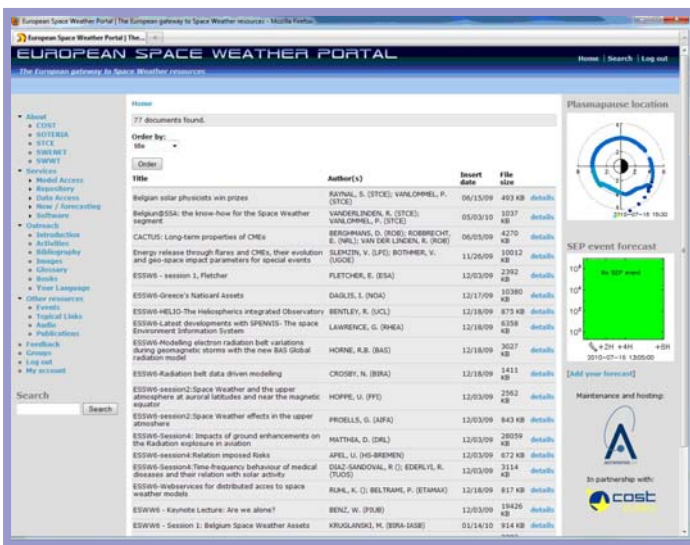 European Space Weather Portal | The European gateway to Space Weather resources - Mozilla Firefox
European Space Weather Portal | The...
EUROPEAN SPACE WEATHER PORTAL
The European gateway to Space Weather resources
Home | Search | Log out
About
COST
SOTERIA
STCE
SWENET
SWWT
Services
Model Access
Repository
Data Access
Now / forecasting
Software
Outreach
Introduction
Activities
Bibliography
Images
Glossary
Books
Your Language
Other resources
Events
Topical Links
Audio
Publications
Feedback
Groups
Log out
My account
Search
Search
Home
77 documents found.
Order by:
title
Order
Title Author(s) Insert date File size
Belgian solar physicists win prizes RAYNAL, S. (STCE); VANLOMMEL, P. (STCE) 06/15/09 493 KB details
Belgium@SSA: the know-how for the Space Weather segment VANDERLINDEN, R. (STCE); VANLOMMEL, P. (STCE) 05/03/10 1037 KB details
CACTUS: Long-term properties of CMEs BERGHMANS, D. (ROB); ROBBRECHT, E. (NRL); VAN DER LINDEN, R. (ROB) 06/05/09 4270 KB details
Energy release through flares and CMEs, their evolution and geo-space impact parameters for special events SLEMZIN, V. (LPI); BOTHMER, V. (UGOE) 11/26/09 10012 KB details
ESSW6 - session 1, Fletcher FLETCHER, E. (ESA) 12/03/09 2392 KB details
ESSW6-Greece's Natioanl Assets DAGLIS, I. (NOA) 12/17/09 10380 KB details
ESSW6-HELIO-The Heliospherics integrated Observatory BENTLEY, R. (UCL) 12/18/09 875 KB details
ESSW6-Latest developments with SPENVIS- The space Environment Information System LAWRENCE, G. (RHEA) 12/18/09 6358 KB details
ESSW6-Modelling electron radiation belt variations during geomagnetic storms with the new BAS Global radiation model HORNE, R.B. (BAS) 12/18/09 3027 KB details
ESSW6-Radiation belt data driven modelling CROSBY, N. (BIRA) 12/18/09 1411 KB details
ESSW6-session2:Space Weather and the upper atmosphere at auroral latitudes and near the magnetic equator HOPPE, U. (FFI) 12/03/09 2562 KB details
ESSW6-session2:Space Weather effects in the upper atmoshere PROELLS, G. (AIFA) 12/03/09 843 KB details
ESSW6-Session4: Impacts of ground enhancements on the Radiation exposure in aviation MATTHIA, D. (DRL) 12/03/09 28059 KB details
ESSW6-session4:Relation imposed Risks APEL, U. (HS-BREMEN) 12/03/09 672 KB details
ESSW6-Session4:Time-frequency behaviour of medical diseases and their relation with solar activity DIAZ-SANDOVAL, R (); EDERLYI, R. (TUOS) 12/03/09 3114 KB details
ESSW6-Webservices for distributed acces to space weather models RUHL, K. (); BELTRAMI, P. (ETAMAX) 12/18/09 817 KB details
ESWW6 - Keynote Lecture: Are we alone? BENZ, W. (PIUB) 12/03/09 19426 KB details
ESWW6 - Session 1: Belgium Space Weather Assets KRUGLANSKI, M. (BIRA-IASB) 01/14/10 914 KB details
Plasmapause location
SEP event forecast
No SEP event
+2H +4H +8H
2010-07-16 13:05:00
[Add your forecast]
Maintenance and hosting:
In partnership with:
cost